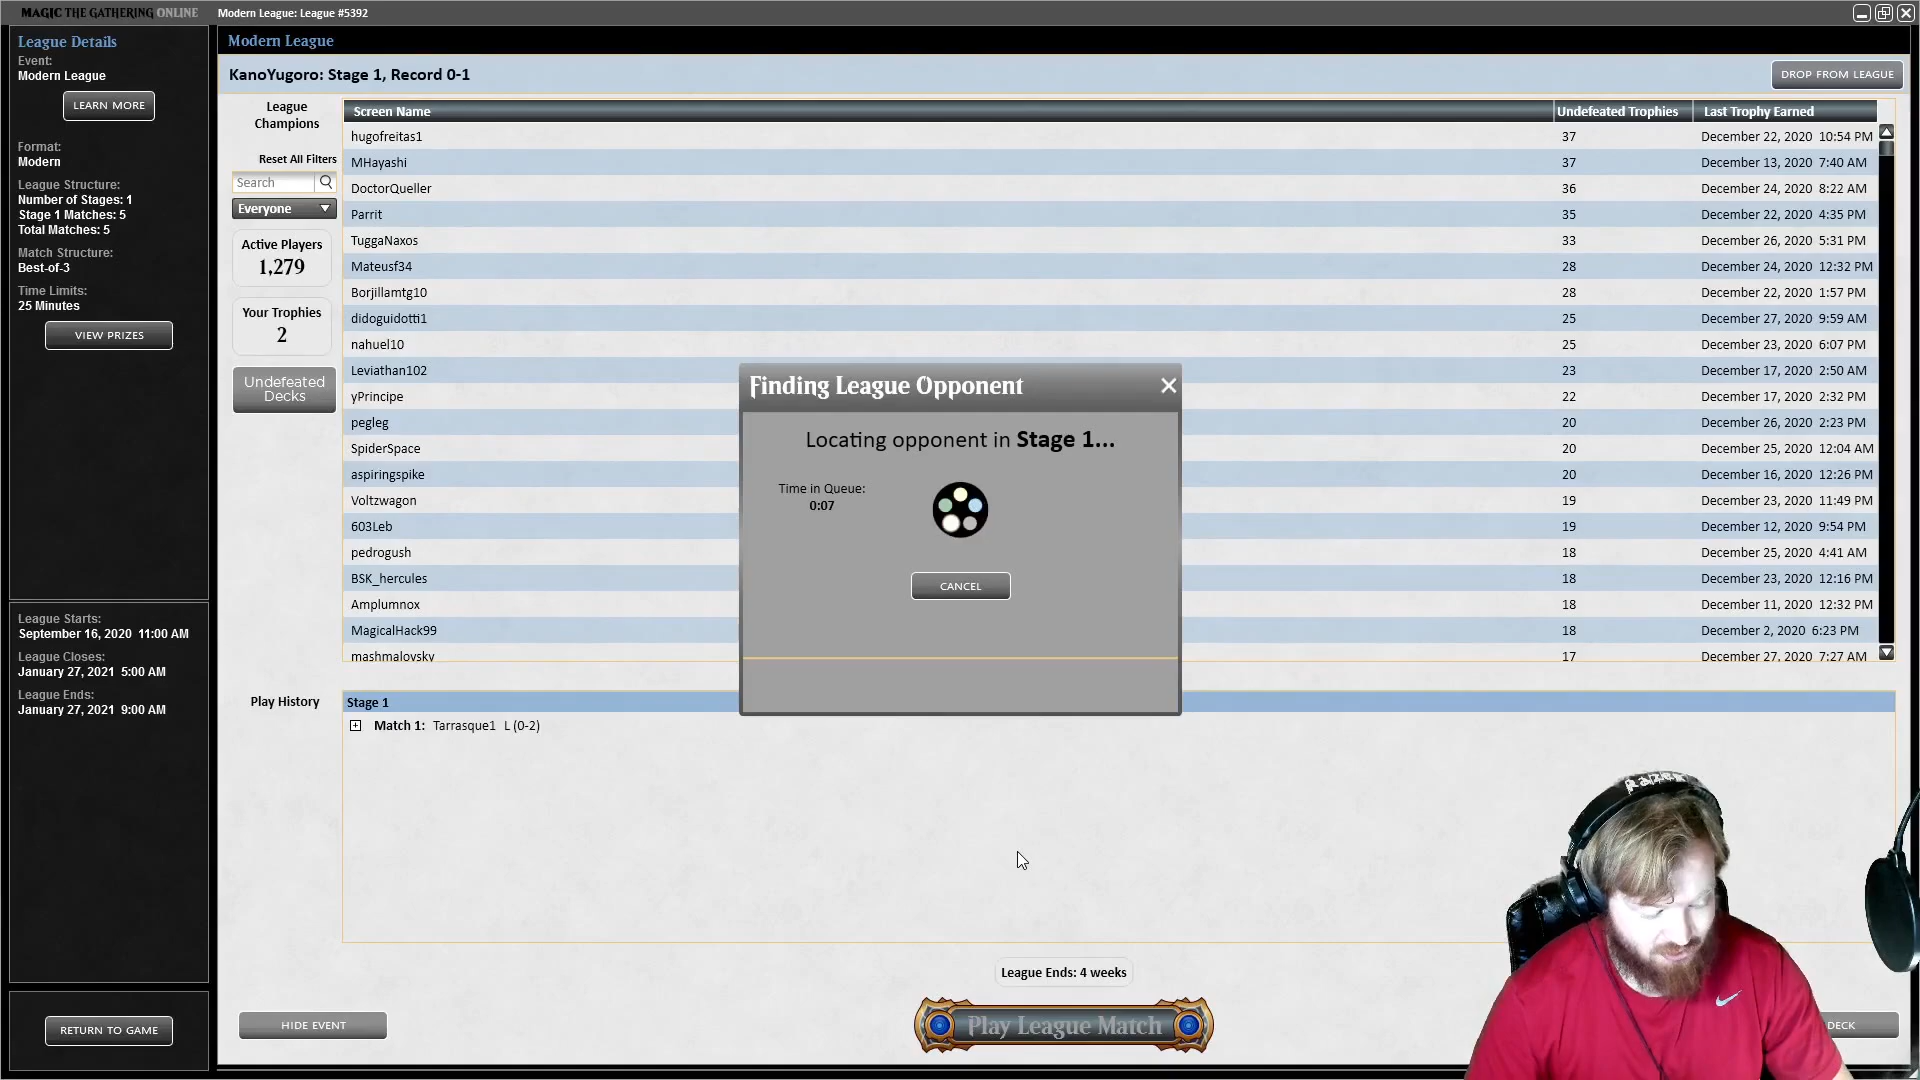 MAGIC THE GATHERING ONLINE
Modern League: League #5392
League Details
Event:
Modern League
LEARN MORE
Format:
Modern
League Structure:
Number of Stages: 1
Stage 1 Matches: 5
Total Matches: 5
Match Structure:
Best-of-3
Time Limits:
25 Minutes
VIEW PRIZES
League Starts:
September 16, 2020 11:00 AM
League Closes:
January 27, 2021 5:00 AM
League Ends:
January 27, 2021 9:00 AM
RETURN TO GAME
Modern League
KanoYugoro: Stage 1, Record 0-1
DROP FROM LEAGUE
League
Champions
Reset All Filters
Search
Everyone
Active Players
1,279
Your Trophies
2
Undefeated
Decks
Screen Name Undefeated Trophies Last Trophy Earned
hugofreitas1 37 December 22, 2020 10:54 PM
MHayashi 37 December 13, 2020 7:40 AM
DoctorQueller 36 December 24, 2020 8:22 AM
Parrit 35 December 22, 2020 4:35 PM
TuggaNaxos 33 December 26, 2020 5:31 PM
Mateusf34 28 December 24, 2020 12:32 PM
Borjillamtg10 28 December 22, 2020 1:57 PM
didoguidotti1 25 December 27, 2020 9:59 AM
nahuel10 25 December 23, 2020 6:07 PM
Leviathan102 23 December 17, 2020 2:50 AM
yPrincipe 22 December 17, 2020 2:32 PM
pegleg 20 December 26, 2020 2:23 PM
SpiderSpace 20 December 25, 2020 12:04 AM
aspiringspike 20 December 16, 2020 12:26 PM
Voltzwagon 19 December 23, 2020 11:49 PM
603Leb 19 December 12, 2020 9:54 PM
pedrogush 18 December 25, 2020 4:41 AM
BSK_hercules 18 December 23, 2020 12:16 PM
Amplumnox 18 December 11, 2020 12:32 PM
MagicalHack99 18 December 2, 2020 6:23 PM
mashmalovsky 17 December 27, 2020 7:27 AM
Finding League Opponent
Locating opponent in Stage 1...
Time in Queue:
0:07
CANCEL
Play History
Stage 1
Match 1: Tarrasque1 L (0-2)
League Ends: 4 weeks
HIDE EVENT
Play League Match
DECK
RAZER